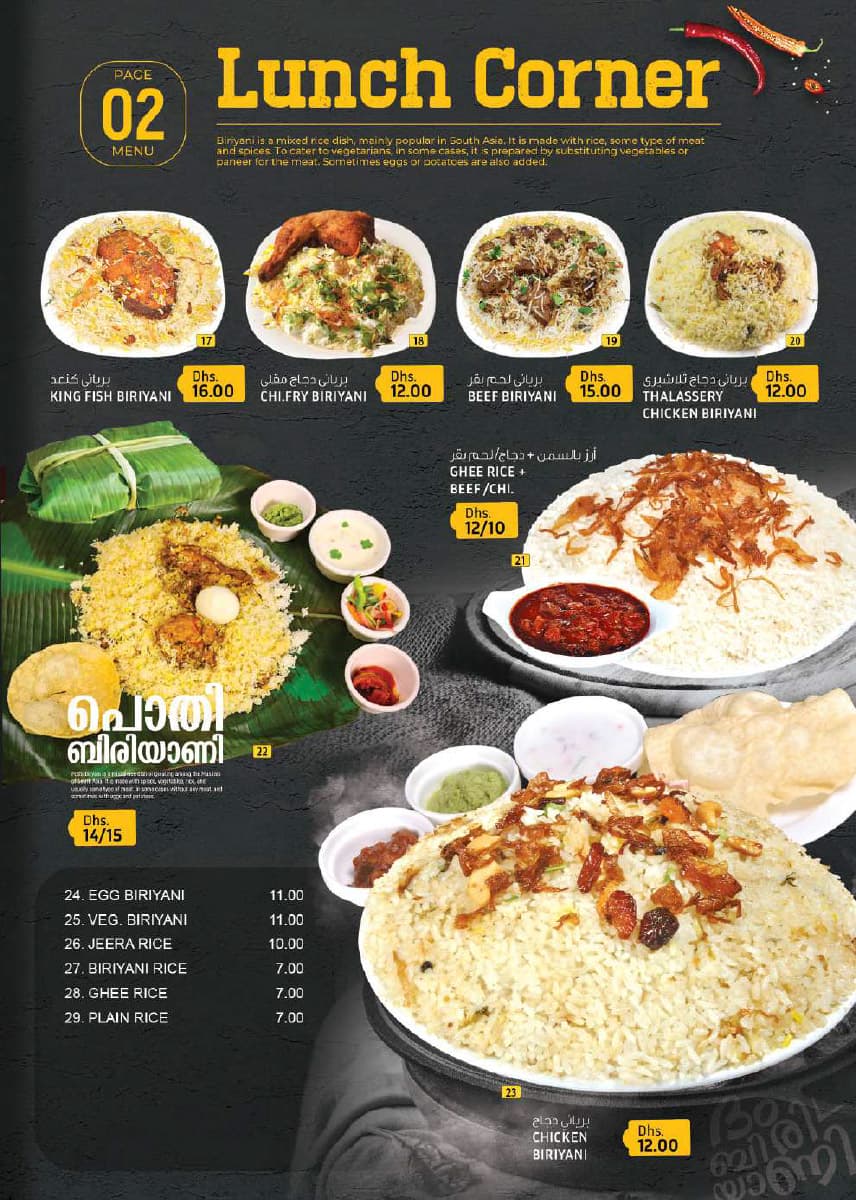 PAGE
02
MENU
Lunch Corner
Biriyani is a mixed rice dish, mainly popular in South Asia. It is made with rice, some type of meat
and spices. To cater to vegetarians, in some cases, it is prepared by substituting vegetables or
paneer for the meat. Sometimes eggs or potatoes are also added.
17
18
19
20
برياني كنعد
KING FISH BIRIYANI
Dhs.
16.00
برياني دجاج مقلي
CHI.FRY BIRIYANI
Dhs.
12.00
برياني لحم بقر
BEEF BIRIYANI
Dhs.
15.00
برياني دجاج تلاشيري
THALASSERY
CHICKEN BIRIYANI
Dhs.
12.00
أرز بالسمن + دجاج/لحم بقر
GHEE RICE +
BEEF/CHI.
Dhs.
12/10
21
പൊതി
ബിരിയാണി
22
Dhs.
14/15
24. EGG BIRIYANI 11.00
25. VEG. BIRIYANI 11.00
26. JEERA RICE 10.00
27. BIRIYANI RICE 7.00
28. GHEE RICE 7.00
29. PLAIN RICE 7.00
23
برياني دجاج
CHICKEN
BIRIYANI
Dhs.
12.00